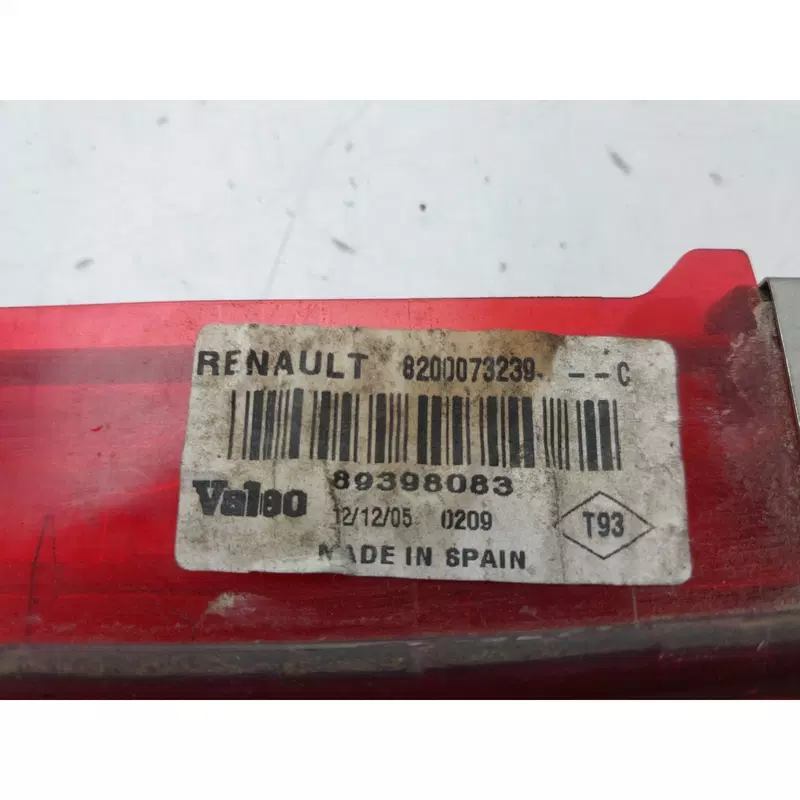 RENAULT 8200073239- --C
89398083
Valeo 12/12/05 0209 T93
MADE IN SPAIN